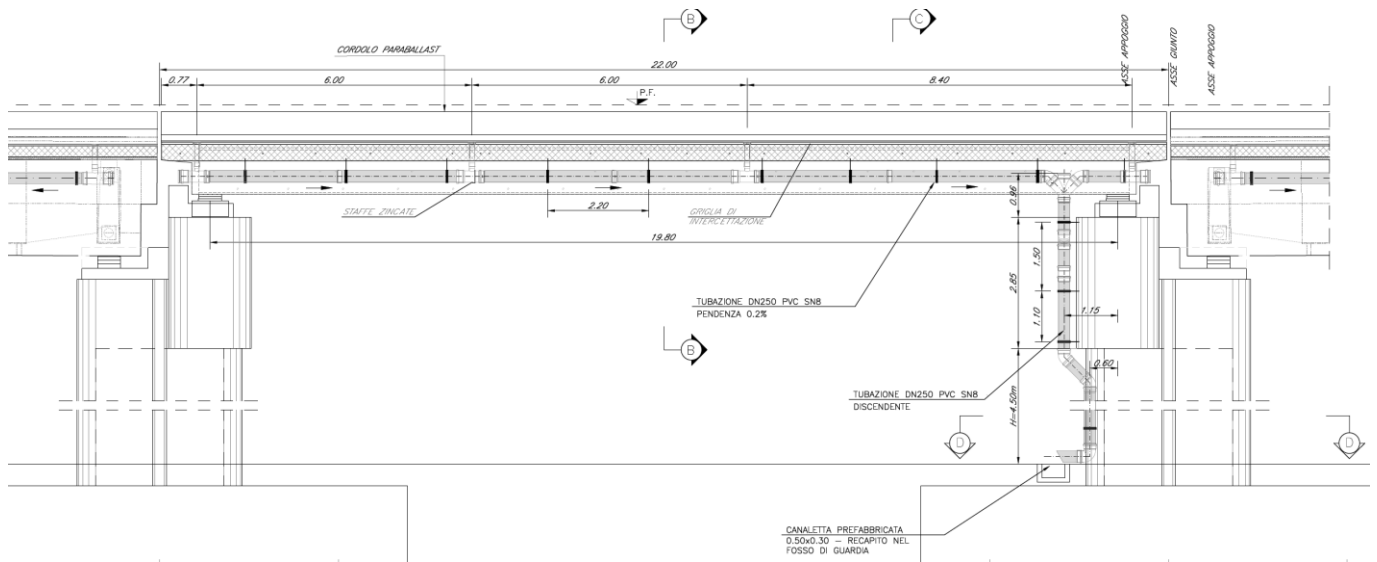 B
C
CORDOLO PARABALLAST
ASSE APPOGGIO
ASSE GIUNTO
ASSE APPOGGIO
22.00
0.77
6.00
6.00
8.40
P.F.
STAFFE ZINCATE
2.20
GRIGLIA DI
INTERCETTAZIONE
0.96
19.80
1.50
2.85
TUBAZIONE DN250 PVC SN8
PENDENZA 0.2%
1.10
1.15
B
0.60
TUBAZIONE DN250 PVC SN8
DISCENDENTE
H=4,50m
D
D
CANALETTA PREFABBRICATA
0.50x0.30 – RECAPITO NEL
FOSSO DI GUARDIA